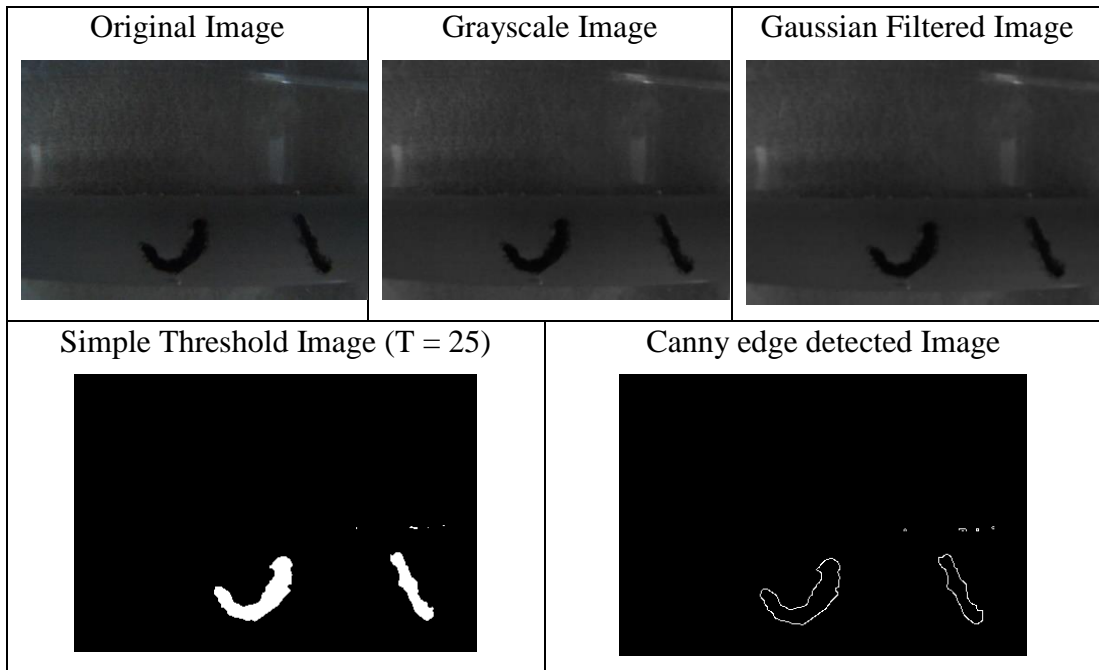 Original Image
Grayscale Image
Gaussian Filtered Image
Simple Threshold Image (T = 25)
Canny edge detected Image